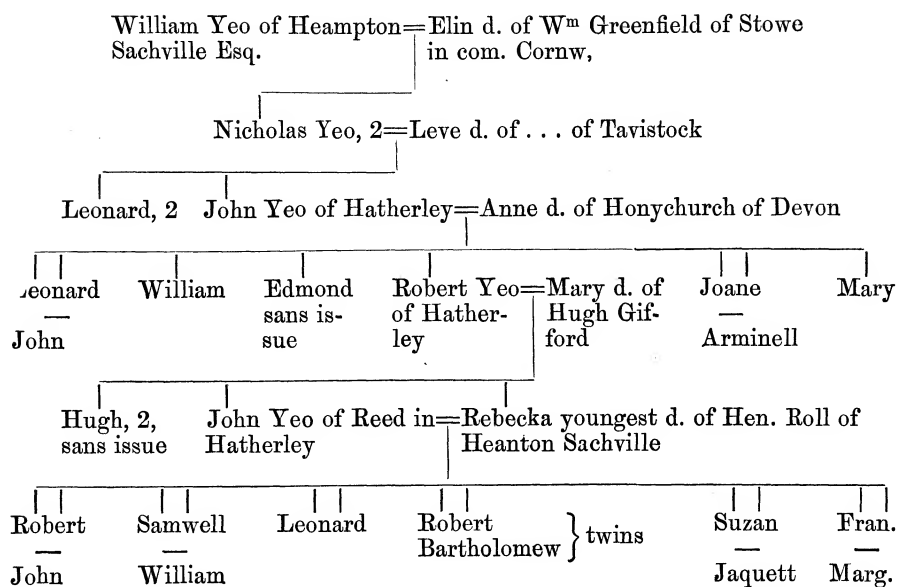 William Yeo of Heampton=Elin d. of Wᵐ Greenfield of Stowe
Sachville Esq. in com. Cornw,
Nicholas Yeo, 2=Leve d. of . . . of Tavistock
Leonard, 2 John Yeo of Hatherley=Anne d. of Honychurch of Devon
Leonard William Edmond Robert Yeo=Mary d. of Joane Mary
sans is- of Hather- Hugh Gif-
sue ley ford
John Arminell
Hugh, 2, John Yeo of Reed in=Rebecka youngest d. of Hen. Roll of
sans issue Hatherley Heanton Sachville
Robert Samwell Leonard Robert Suzan Fran.
Bartholomew } twins
John William Jaquett Marg.